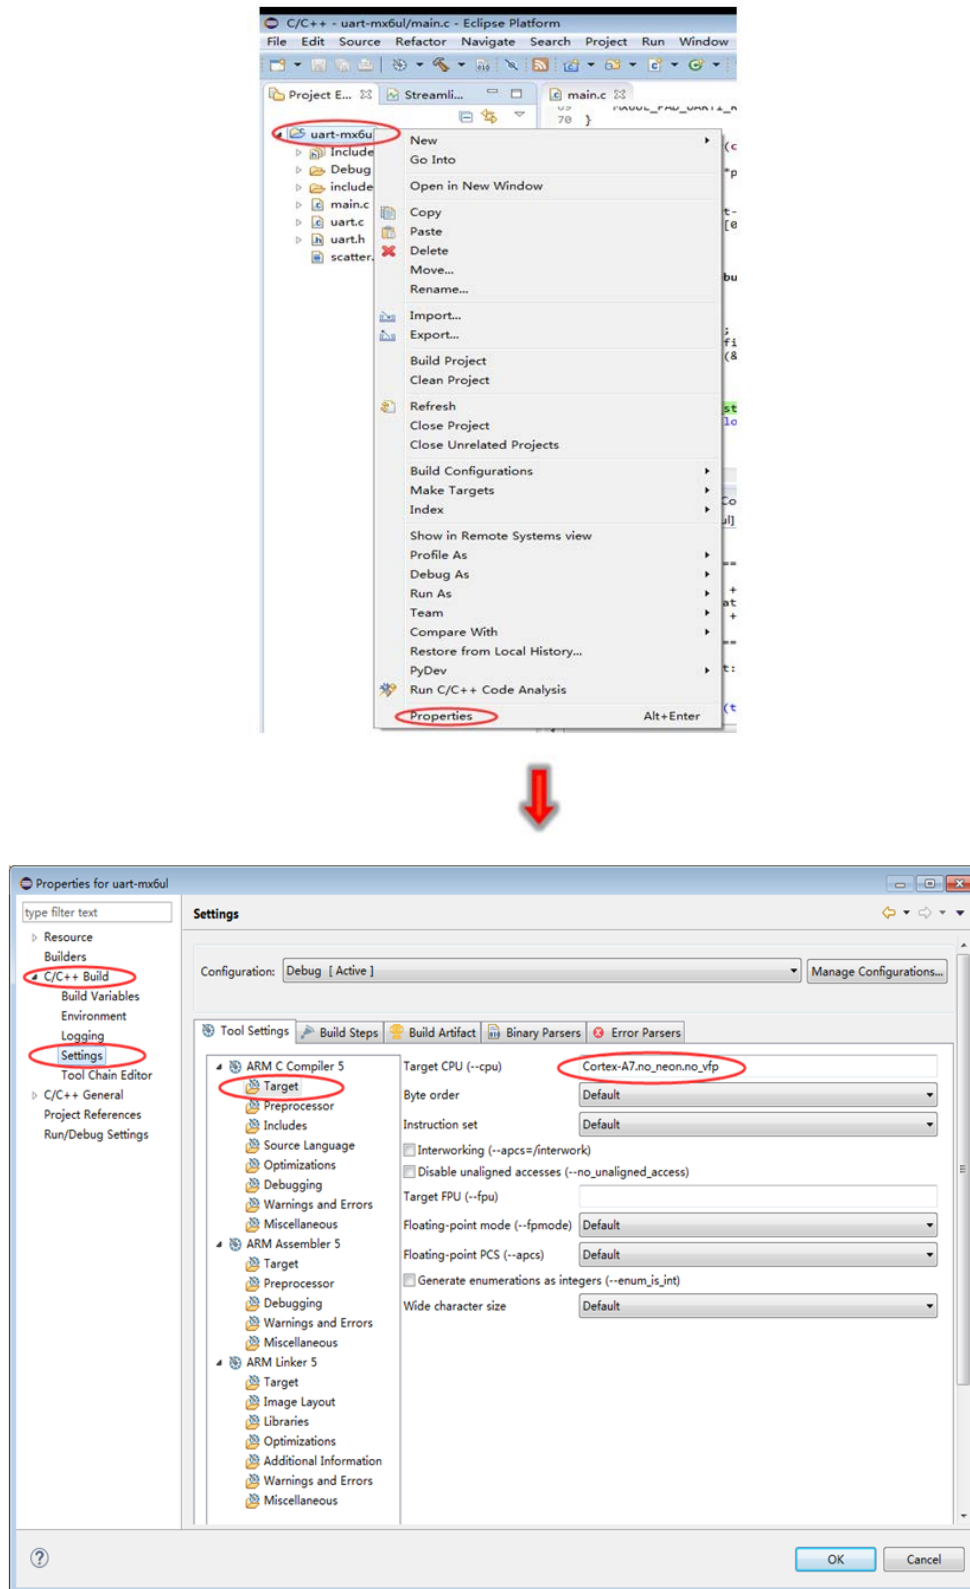 C/C++ - uart-mx6ul/main.c - Eclipse Platform
File Edit Source Refactor Navigate Search Project Run Window
Project E... Streamli... main.c
70 }
uart-mx6u
Include
Debug
include
main.c
uart.c
uart.h
scatter.
New
Go Into
Open in New Window
Copy
Paste
Delete
Move...
Rename...
Import...
Export...
Build Project
Clean Project
Refresh
Close Project
Close Unrelated Projects
Build Configurations
Make Targets
Index
Show in Remote Systems view
Profile As
Debug As
Run As
Team
Compare With
Restore from Local History...
PyDev
Run C/C++ Code Analysis
Properties Alt+Enter
Properties for uart-mx6ul
type filter text
Resource
Builders
C/C++ Build
Build Variables
Environment
Logging
Settings
Tool Chain Editor
C/C++ General
Project References
Run/Debug Settings
Settings
Configuration: Debug [ Active ] Manage Configurations...
Tool Settings Build Steps Build Artifact Binary Parsers Error Parsers
ARM C Compiler 5
Target
Preprocessor
Includes
Source Language
Optimizations
Debugging
Warnings and Errors
Miscellaneous
ARM Assembler 5
Target
Preprocessor
Debugging
Warnings and Errors
Miscellaneous
ARM Linker 5
Target
Image Layout
Libraries
Optimizations
Additional Information
Warnings and Errors
Miscellaneous
Target CPU (--cpu) Cortex-A7.no_neon.no_vfp
Byte order Default
Instruction set Default
Interworking (--apcs=/interwork)
Disable unaligned accesses (--no_unaligned_access)
Target FPU (--fpu)
Floating-point mode (--fpmode) Default
Floating-point PCS (--apcs) Default
Generate enumerations as integers (--enum_is_int)
Wide character size Default
OK Cancel